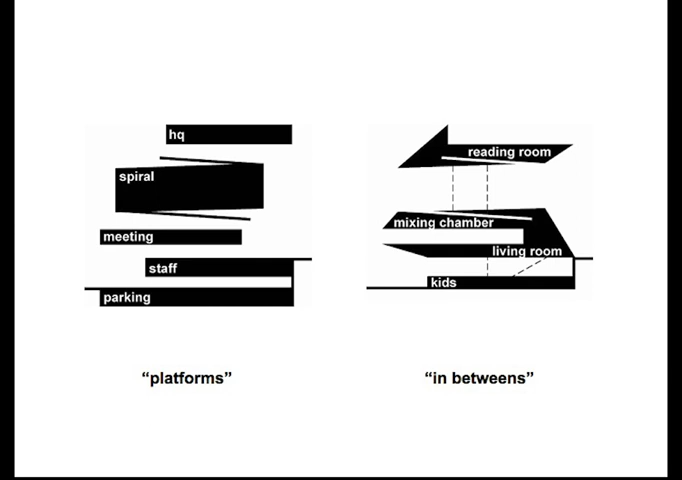 hq
spiral
meeting
staff
parking
“platforms”
reading room
mixing chamber
living room
kids
“in betweens”